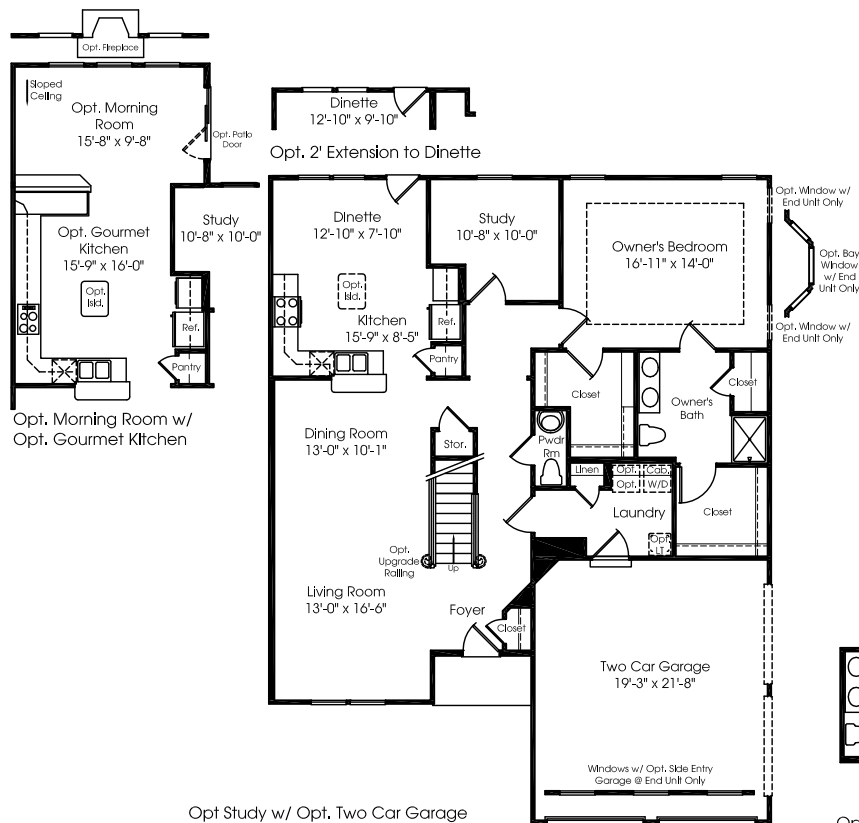 Opt. Fireplace
Sloped
Ceiling
Opt. Morning
Room
15'-8" x 9'-8"
Opt. Patio
Door
Study
10'-8" x 10'-0"
Opt. Gourmet
Kitchen
15'-9" x 16'-0"
Opt.
Isld.
Ref.
Pantry
Opt. Morning Room w/
Opt. Gourmet Kitchen
Dinette
12'-10" x 9'-10"
Opt. 2' Extension to Dinette
Dinette
12'-10" x 7'-10"
Opt.
Isld.
Kitchen
15'-9" x 8'-5"
Ref.
Pantry
Study
10'-8" x 10'-0"
Owner's Bedroom
16'-11" x 14'-0"
Opt. Window w/
End Unit Only
Opt. Bay
Window
w/ End
Unit Only
Opt. Window w/
End Unit Only
Closet
Owner's
Bath
Closet
Dining Room
13'-0" x 10'-1"
Stor.
Pwdr
Rm
Linen
Opt.
Cab.
Opt.
W/D
Laundry
Closet
Opt.
LT
Opt.
Upgrade
Railing
Up
Living Room
13'-0" x 16'-6"
Foyer
Closet
Two Car Garage
19'-3" x 21'-8"
Windows w/ Opt. Side Entry
Garage @ End Unit Only
Opt Study w/ Opt. Two Car Garage